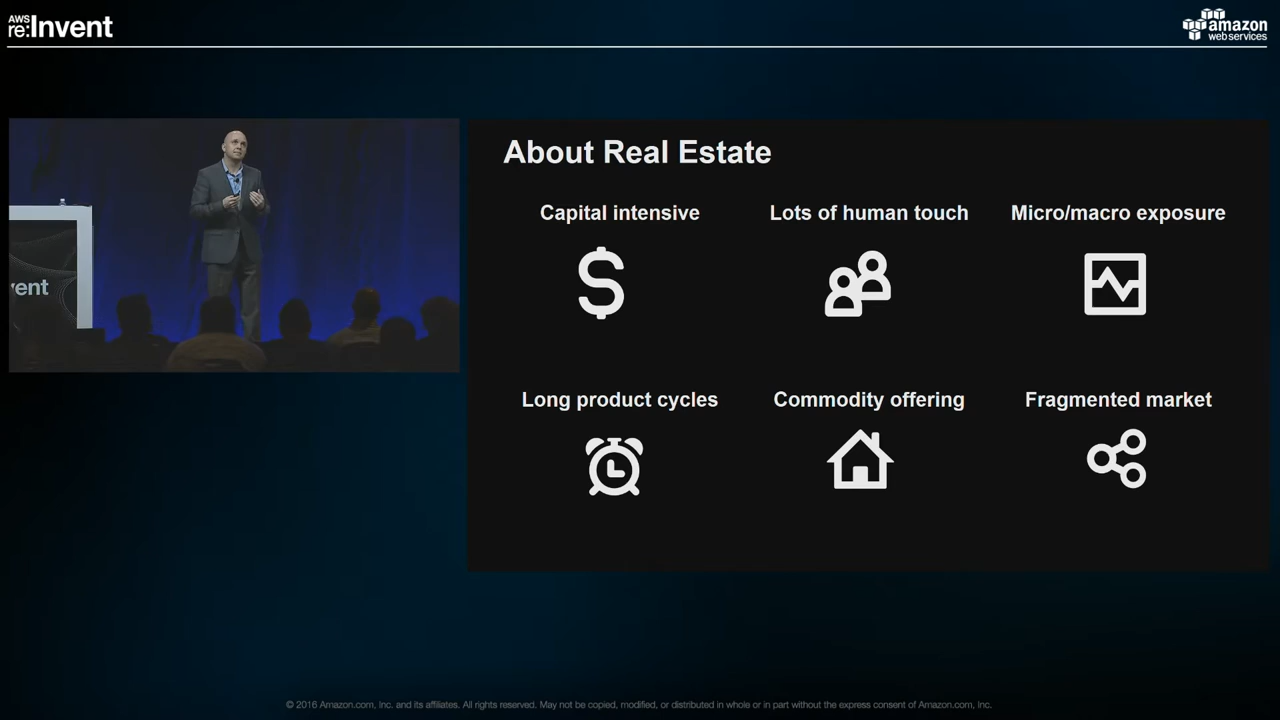 AWS
re:Invent
amazon
web services
About Real Estate
Capital intensive
Lots of human touch
Micro/macro exposure
Long product cycles
Commodity offering
Fragmented market
vent
© 2016 Amazon.com, Inc. and its affiliates. All rights reserved. May not be copied, modified, or distributed in whole or in part without the express consent of Amazon.com, Inc.